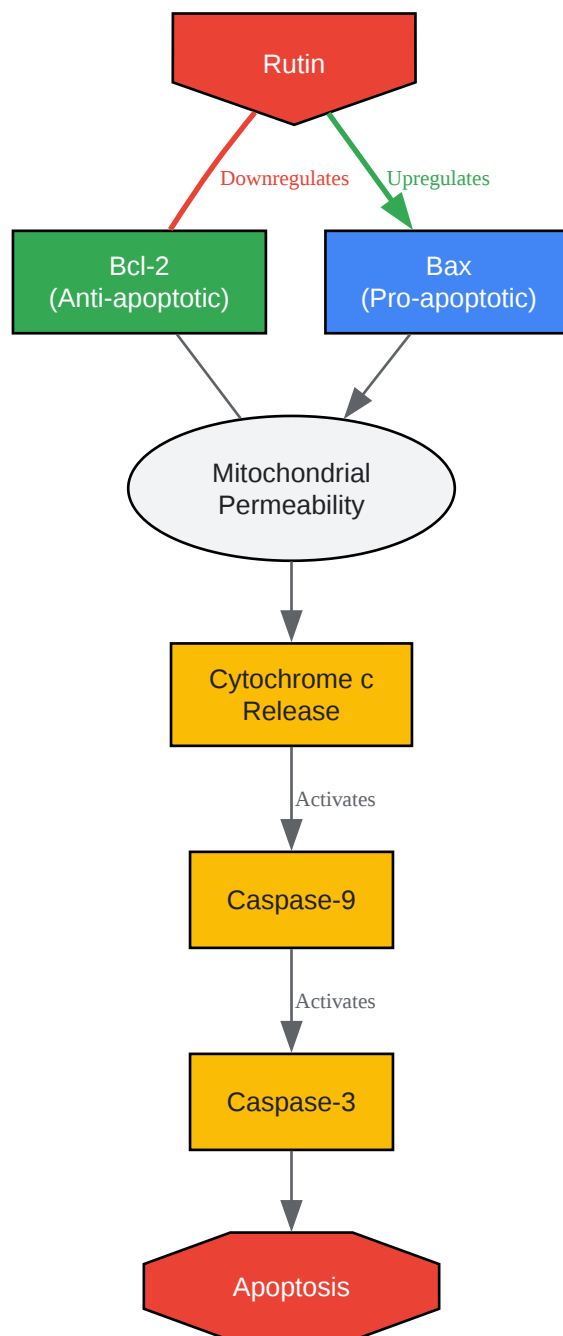 Rutin
Downregulates
Upregulates
Bcl-2
(Anti-apoptotic)
Bax
(Pro-apoptotic)
Mitochondrial
Permeability
Cytochrome c
Release
Activates
Caspase-9
Activates
Caspase-3
Apoptosis